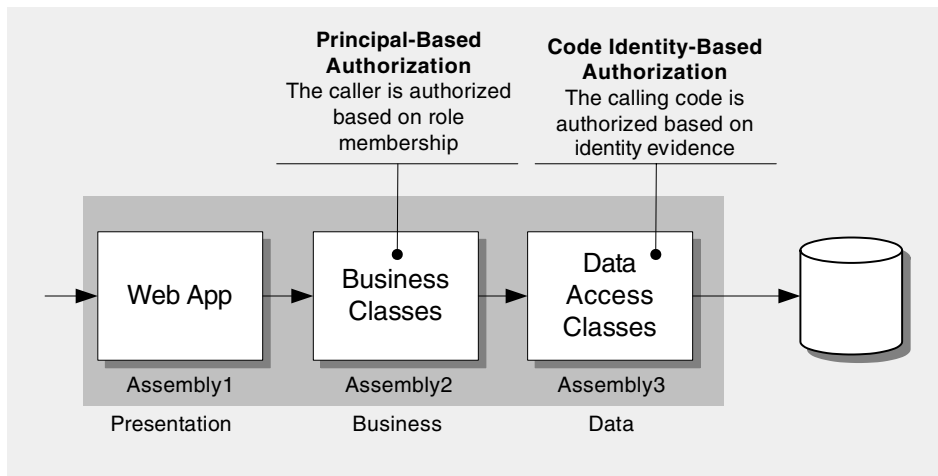 Principal-Based
Authorization
The caller is authorized
based on role
membership
Code Identity-Based
Authorization
The calling code is
authorized based on
identity evidence
Web App
Business
Classes
Data
Access
Classes
Assembly1
Assembly2
Assembly3
Presentation
Business
Data